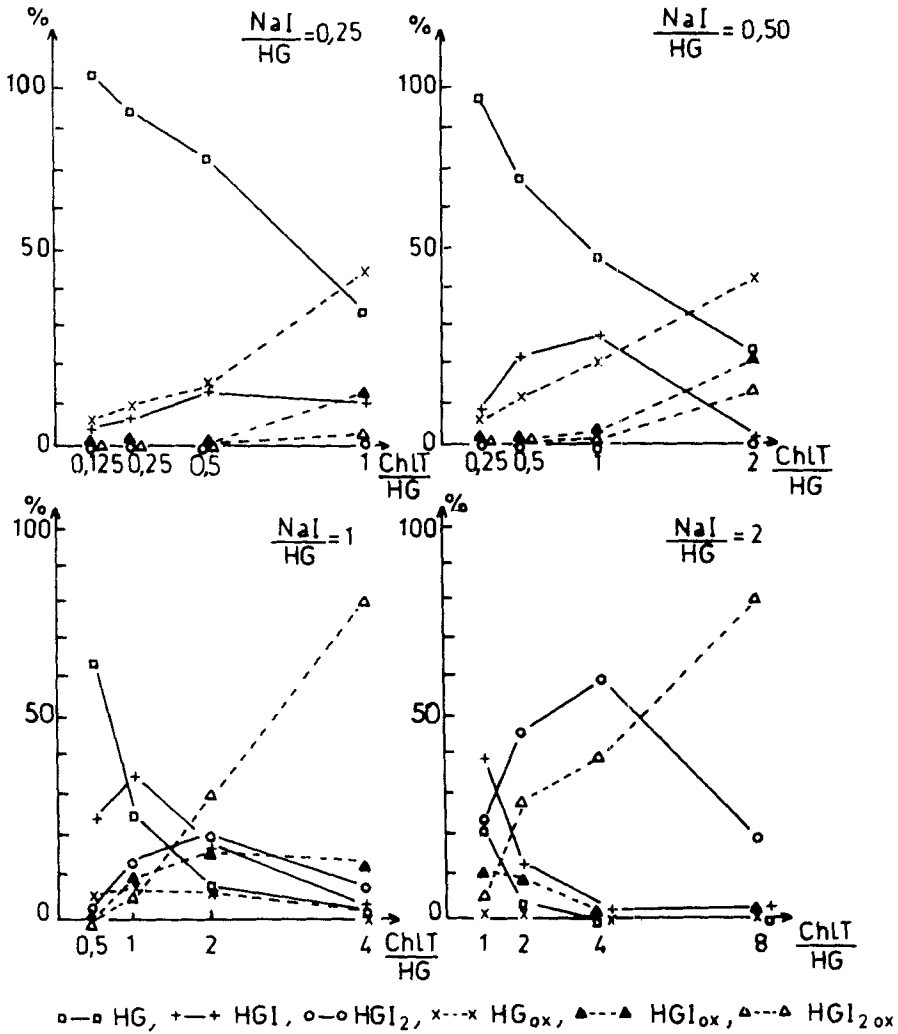 % NaI/HG =0,25
100
50
0
0,125 0,25 0,5 1 ChlT/HG
% NaI/HG = 0,50
100
50
0
0,25 0,5 1 2 ChlT/HG
% NaI/HG = 1
100
50
0
0,5 1 2 4 ChlT/HG
% NaI/HG = 2
100
50
0
1 2 4 8 ChlT/HG
HG, HGI, HGI₂, HGox, HGIox, HGI₂ox